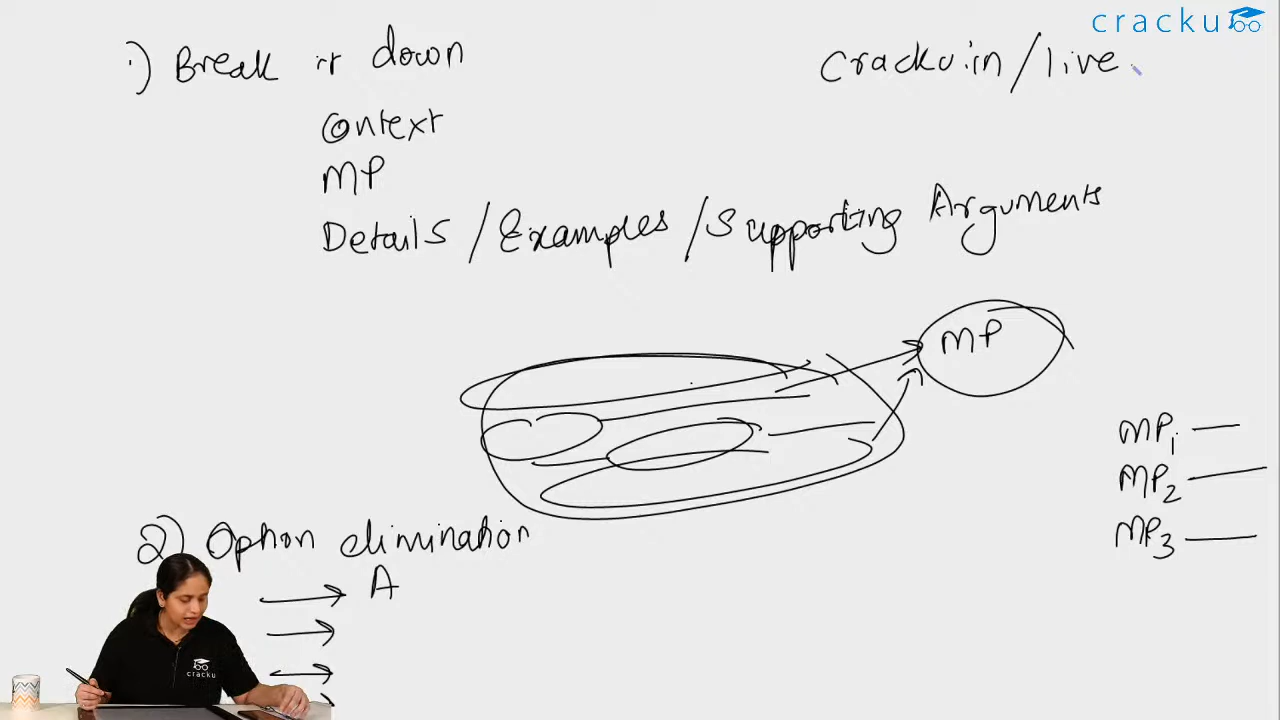 cracku
1) Break it down
Cracku.in/live
Context
MP
Details / Examples / Supporting Arguments
MP
MP1
MP2
MP3
2) Option elimination
A
cracku